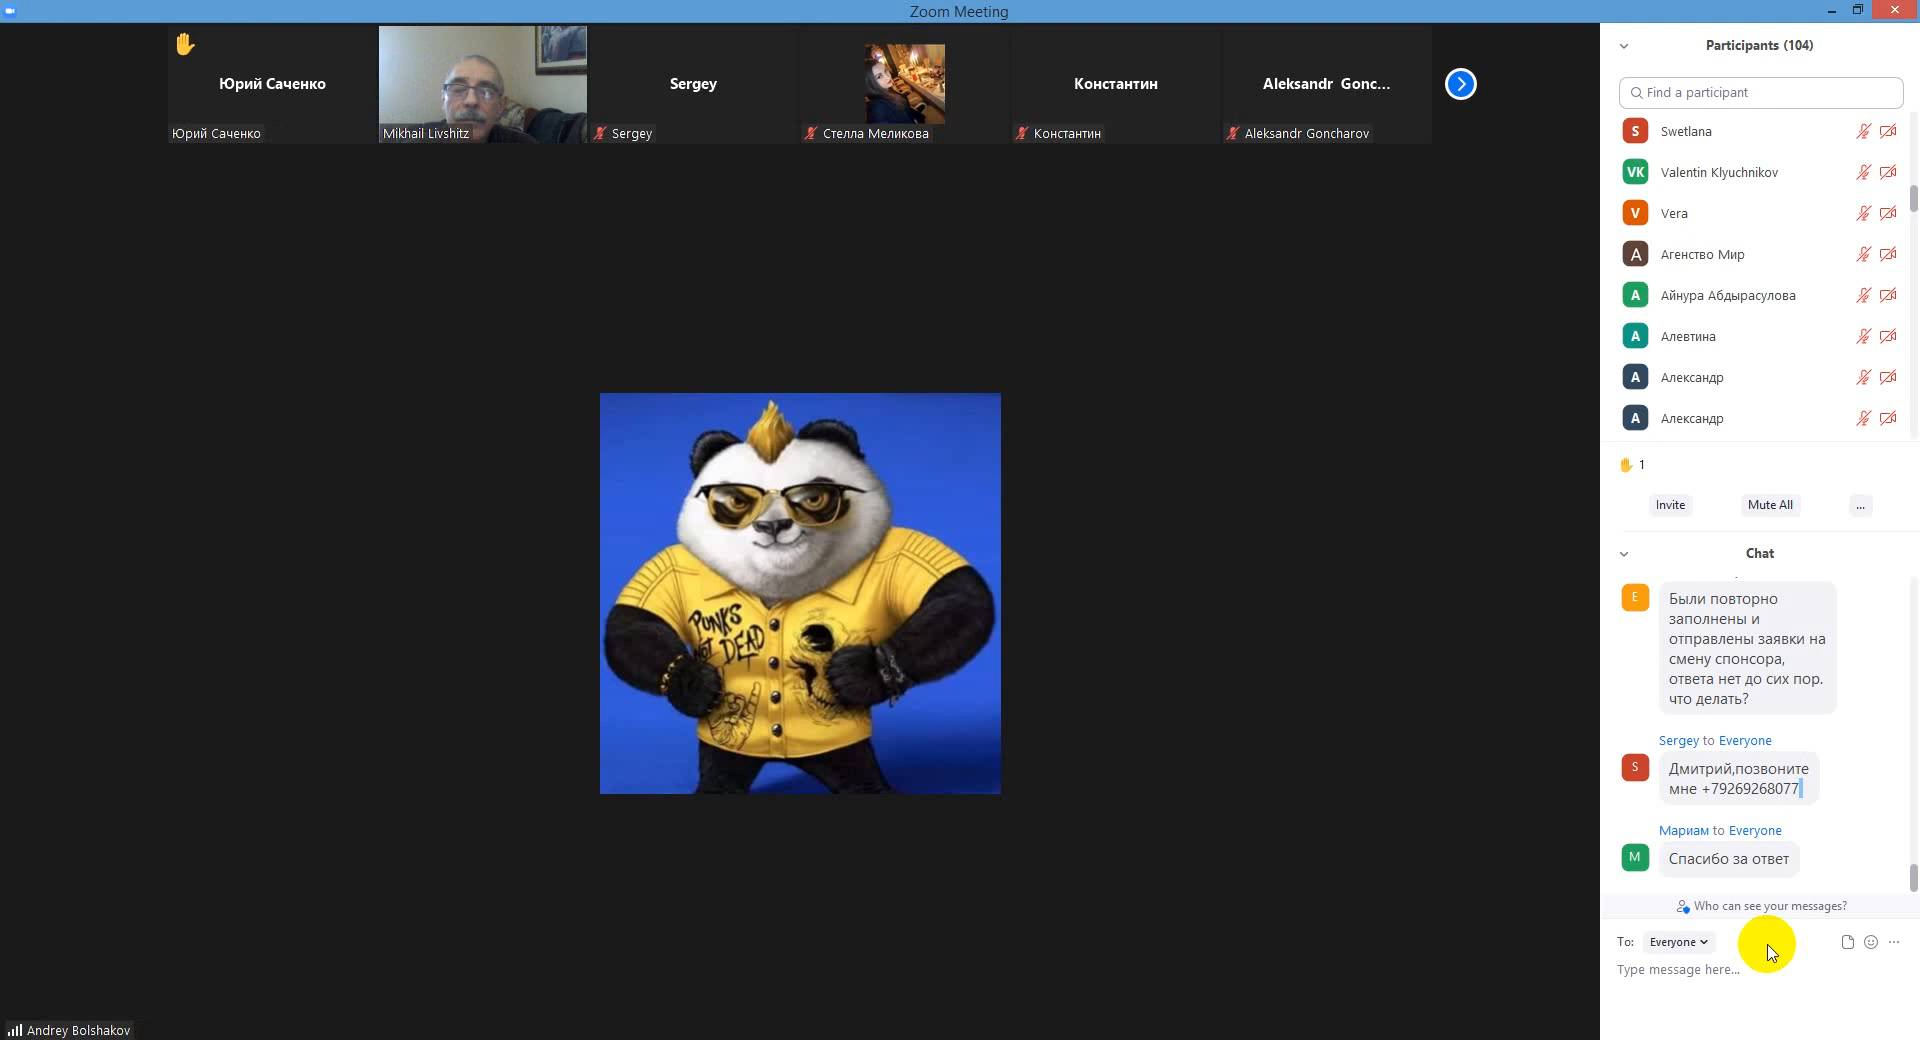 Zoom Meeting
Юрий Саченко
Юрий Саченко
Mikhail Livshitz
Sergey
Sergey
Стелла Меликова
Константин
Константин
Aleksandr Gonc...
Aleksandr Goncharov
PUNKS
NOT DEAD
Andrey Bolshakov
Participants (104)
Find a participant
S Swetlana
VK Valentin Klyuchnikov
V Vera
А Агенство Мир
А Айнура Абдырасулова
А Алевтина
А Александр
А Александр
1
Invite
Mute All
...
Chat
E
Были повторно
заполнены и
отправлены заявки на
смену спонсора,
ответа нет до сих пор.
что делать?
Sergey to Everyone
S
Дмитрий,позвоните
мне +79269268077
Мариам to Everyone
М
Спасибо за ответ
Who can see your messages?
To: Everyone
Type message here...